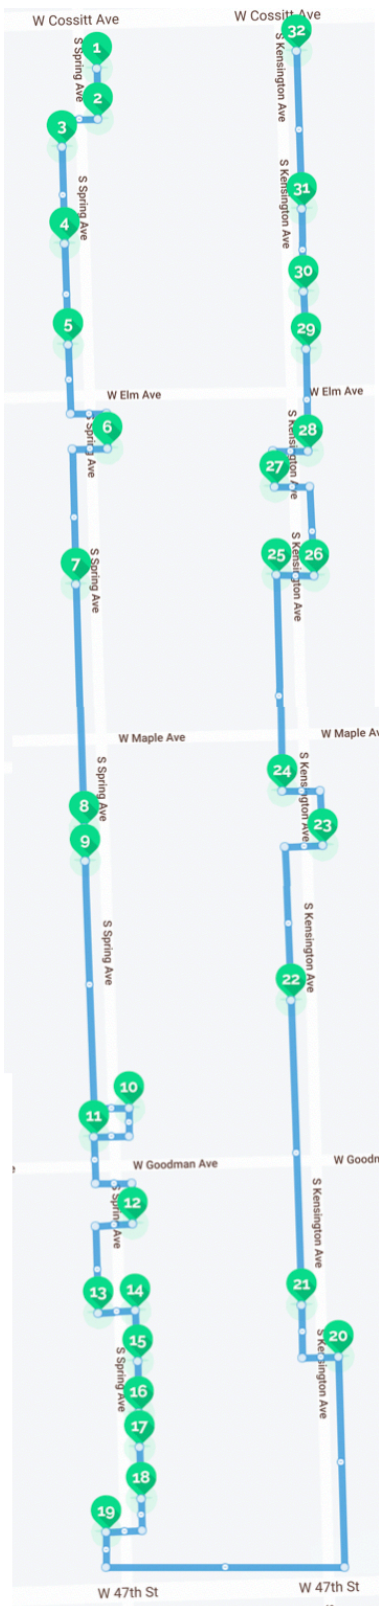 W Cossitt Ave
W Cossitt Ave
1
S Spring Ave
32
S Kensington Ave
2
3
S Spring Ave
4
31
S Kensington Ave
30
5
29
W Elm Ave
W Elm Ave
6
S Spring Ave
28
S Kensington Ave
27
7
S Spring Ave
25
26
S Kensington Ave
W Maple Ave
W Maple Av
S Spring Ave
24
S Kensington Ave
8
23
9
S Spring Ave
S Kensington Ave
22
10
11
W Goodman Ave
W Goodn
e
12
S Spring Ave
S Kensington Ave
13
14
21
15
20
S Spring Ave
S Kensington Ave
16
17
18
19
W 47th St
W 47th St